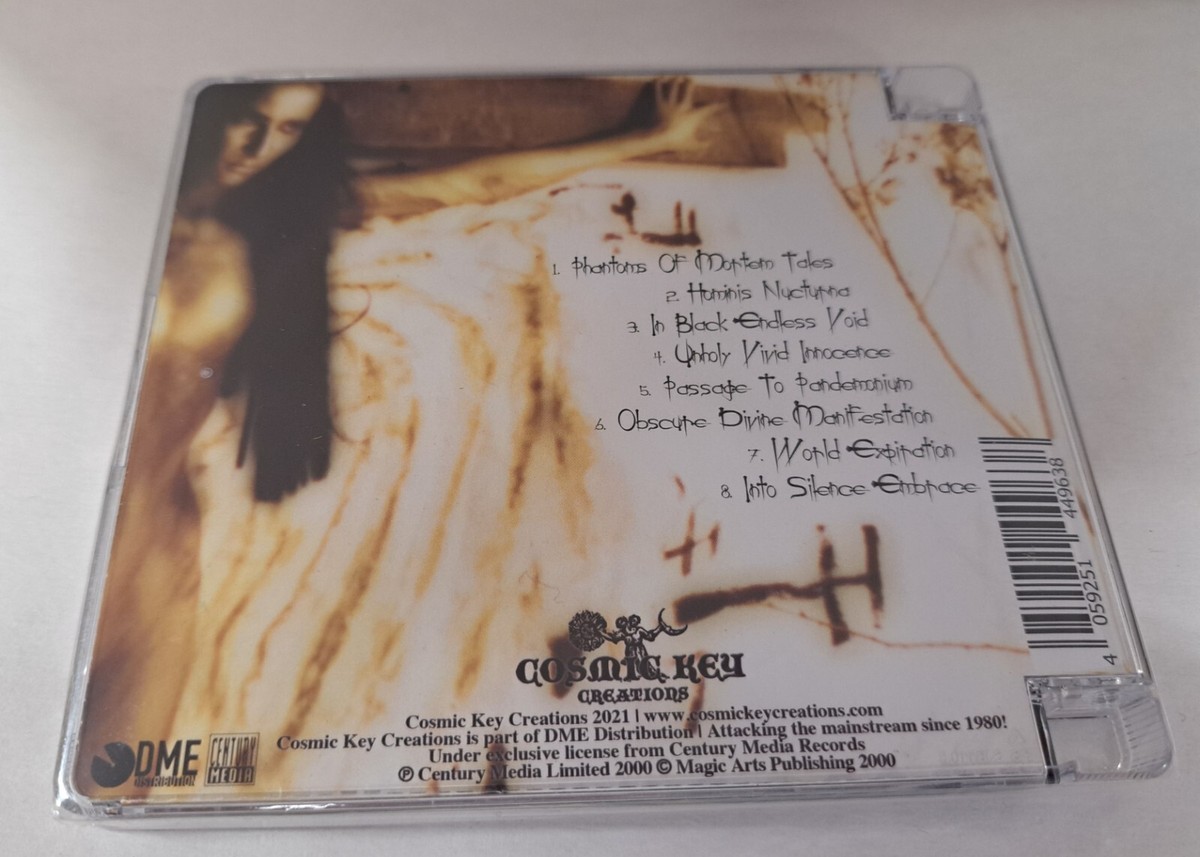 1. Phantoms Of Mortem Tales
2. Huminis Nucturna
3. In Black Endless Void
4. Unholy Vivid Innocence
5. Passage To Pandemonium
6. Obscure Divine Manifestation
7. World Expiration
8. Into Silence Embrace
4 059251 449638
COSMIC KEY
CREATIONS
Cosmic Key Creations 2021 | www.cosmickeycreations.com
Cosmic Key Creations is part of DME Distribution | Attacking the mainstream since 1980!
Under exclusive license from Century Media Records
℗ Century Media Limited 2000 © Magic Arts Publishing 2000
DME
DISTRIBUTION
CENTURY
MEDIA